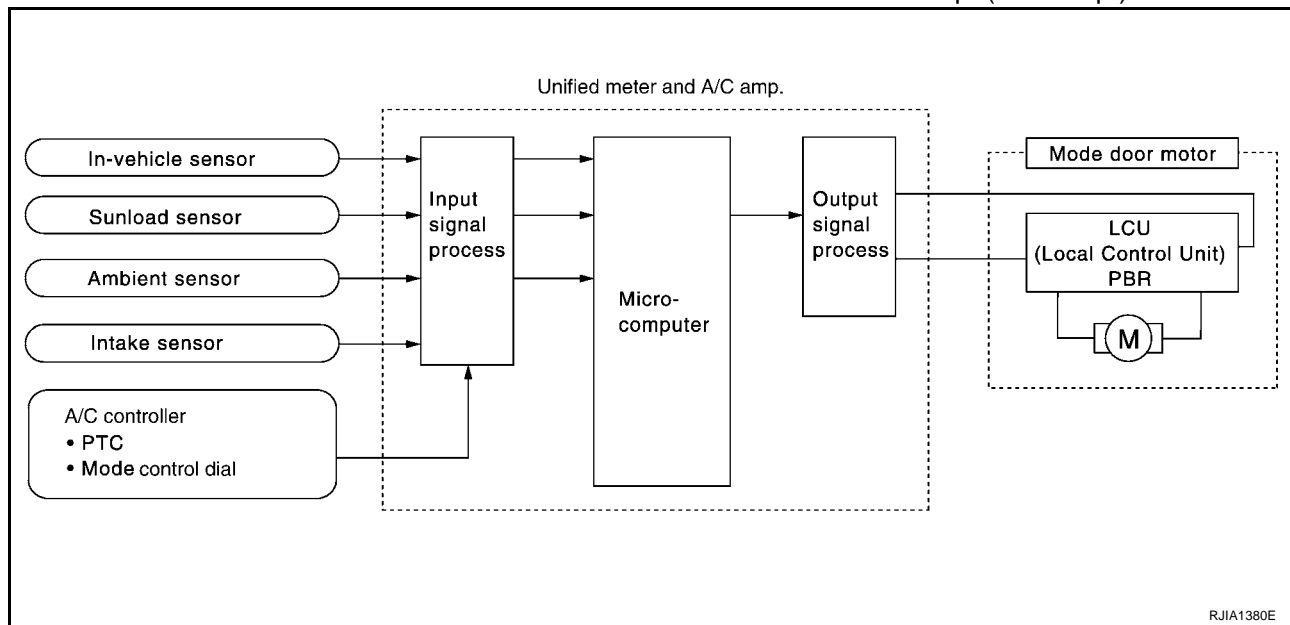 Unified meter and A/C amp.
In-vehicle sensor
Sunload sensor
Ambient sensor
Intake sensor
A/C controller
• PTC
• Mode control dial
Input
signal
process
Micro-
computer
Output
signal
process
Mode door motor
LCU
(Local Control Unit)
PBR
M
RJIA1380E